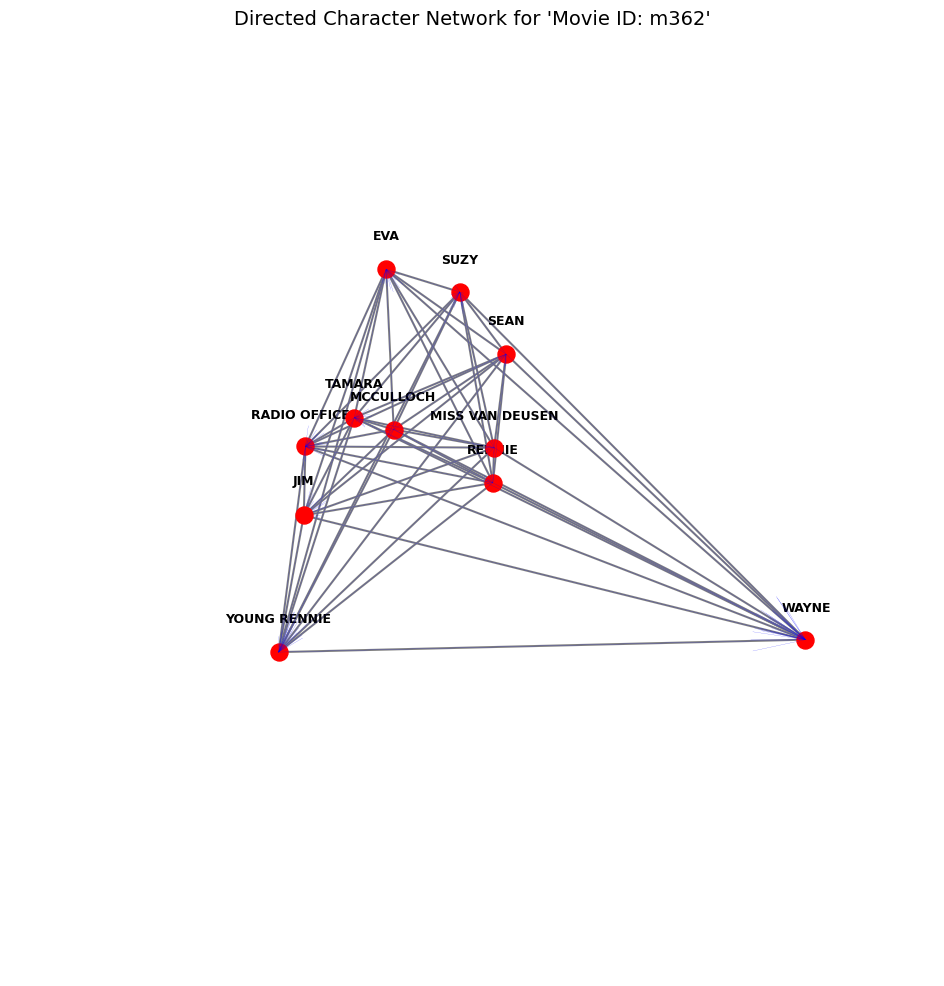 Directed Character Network for 'Movie ID: m362'
EVA
SUZY
SEAN
TAMARA
MCCULLOCH
RADIO OFFICE
MISS VAN DEUSEN
RENNIE
JIM
WAYNE
YOUNG RENNIE